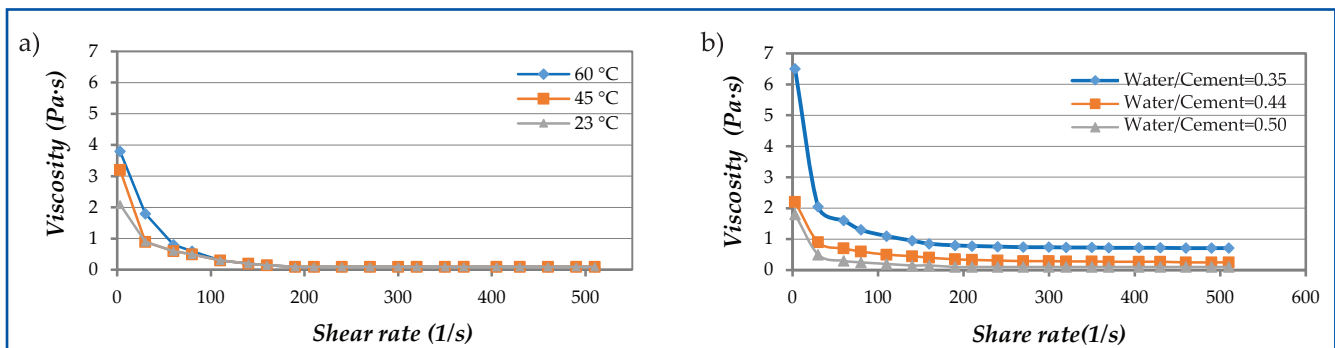 a)
7
6
5
4
3
2
1
0
Viscosity (Pa·s)
60 °C
45 °C
23 °C
0 100 200 300 400 500
Shear rate (1/s)
b)
7
6
5
4
3
2
1
0
Viscosity (Pa·s)
Water/Cement=0.35
Water/Cement=0.44
Water/Cement=0.50
0 100 200 300 400 500 600
Share rate(1/s)